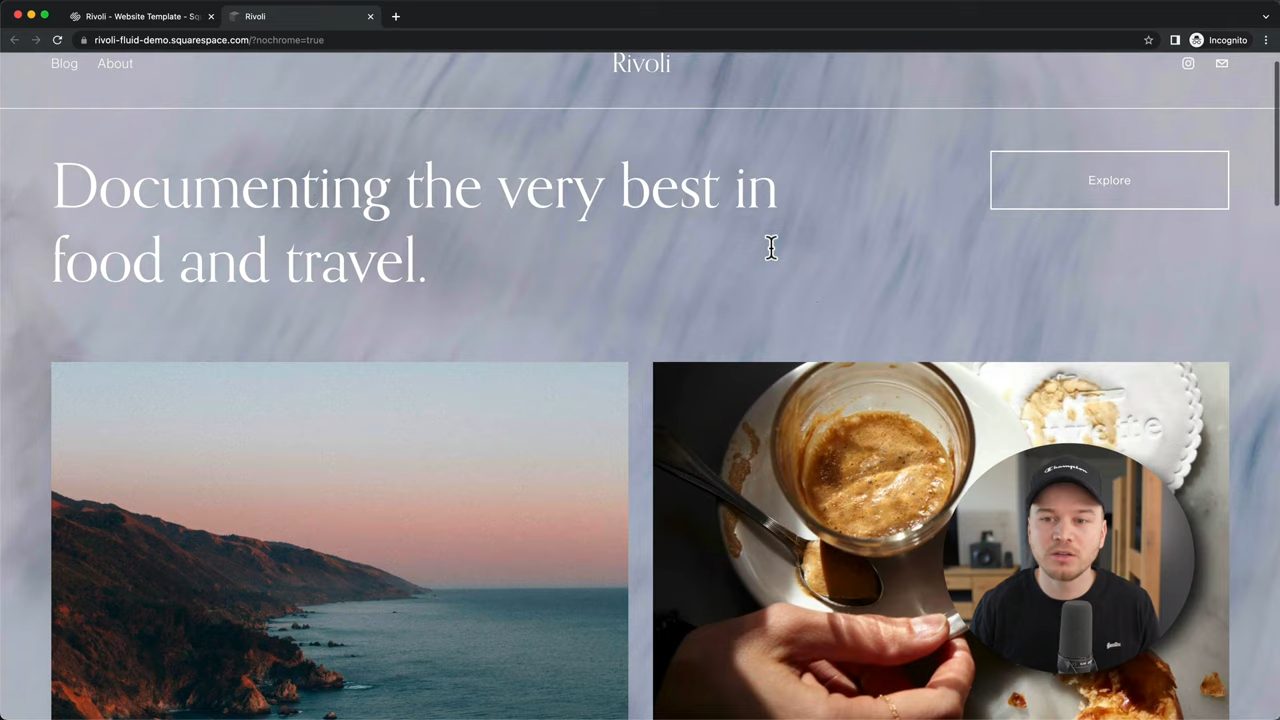 Rivoli - Website Template - Sq
Rivoli
rivoli-fluid-demo.squarespace.com/?nochrome=true
Incognito
Blog
About
Rivoli
Documenting the very best in
food and travel.
Explore
Champion